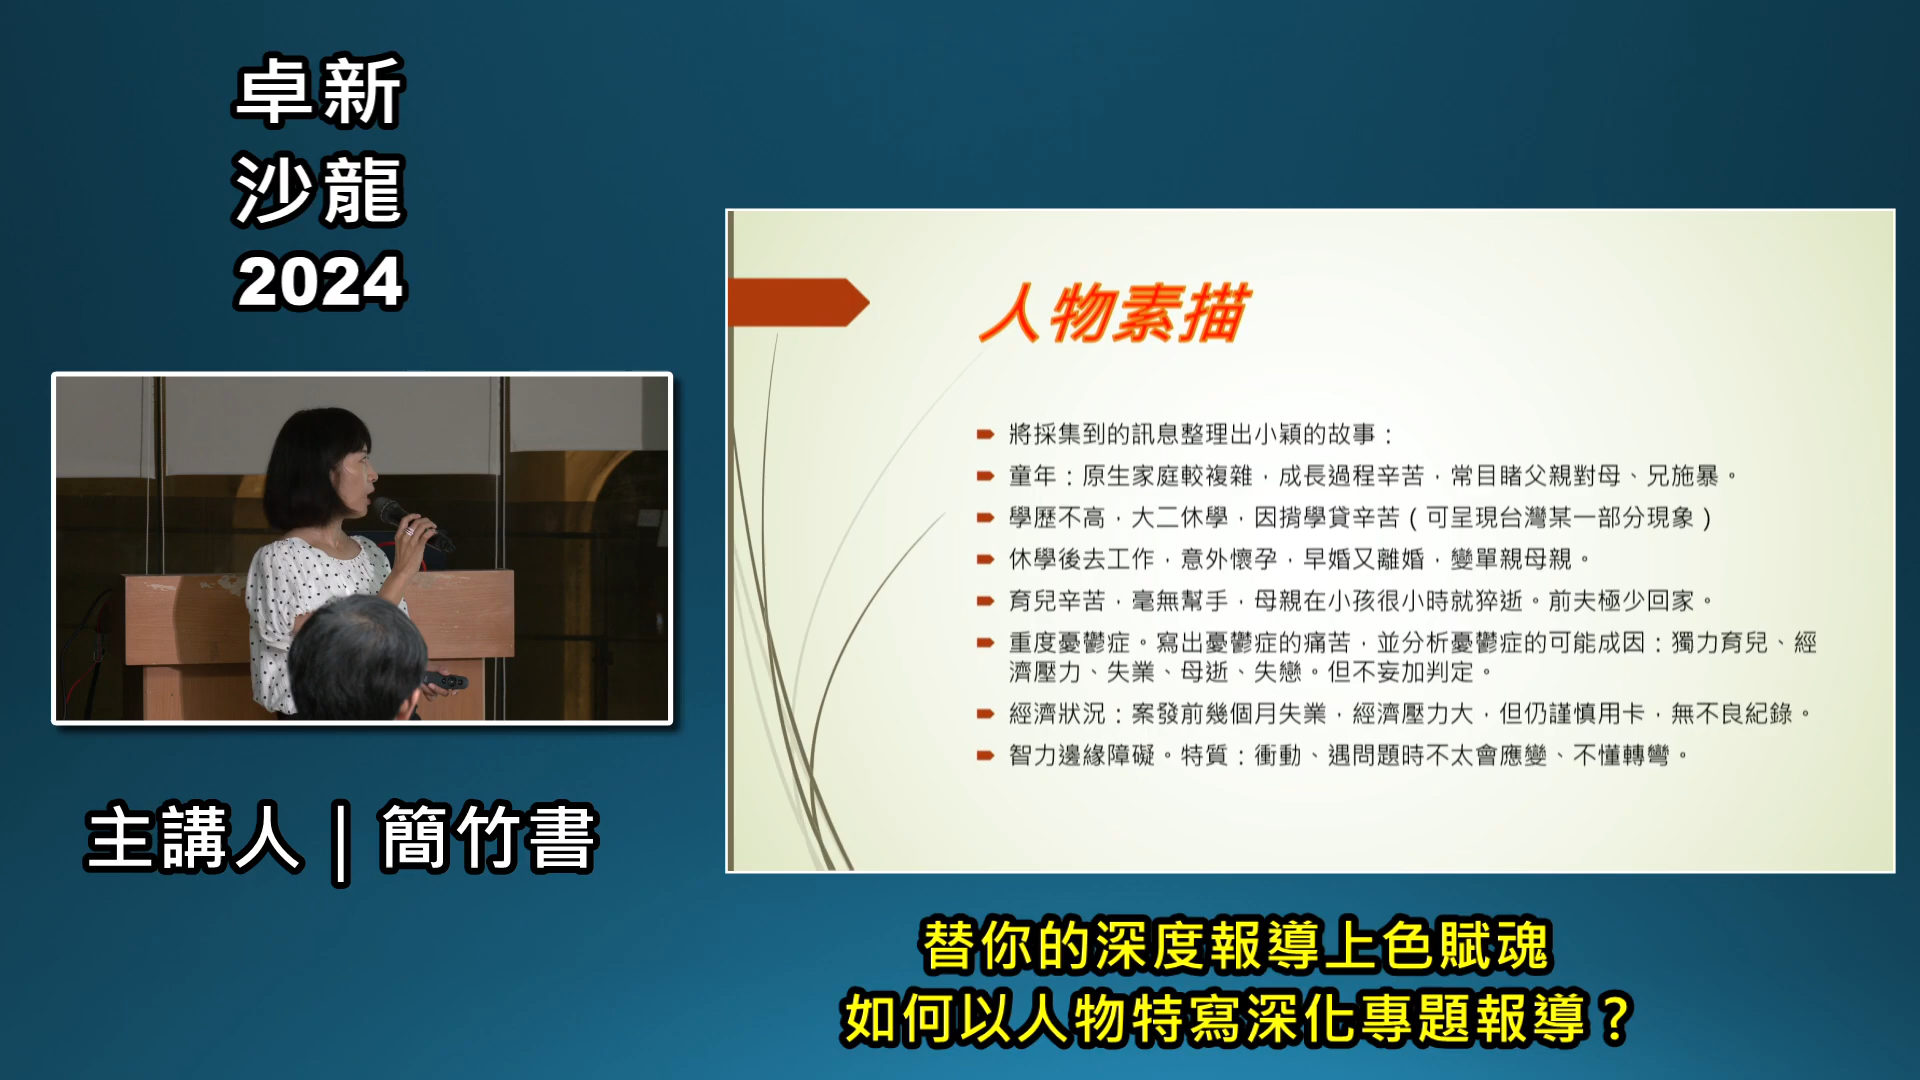 卓新
沙龍
2024
主講人｜簡竹書
人物素描
將採集到的訊息整理出小穎的故事：
童年：原生家庭較複雜，成長過程辛苦，常目睹父親對母、兄施暴。
學歷不高，大二休學，因揹學貸辛苦（可呈現台灣某一部分現象）
休學後去工作，意外懷孕，早婚又離婚，變單親母親。
育兒辛苦，毫無幫手，母親在小孩很小時就猝逝。前夫極少回家。
重度憂鬱症。寫出憂鬱症的痛苦，並分析憂鬱症的可能成因：獨力育兒、經
濟壓力、失業、母逝、失戀。但不妄加判定。
經濟狀況：案發前幾個月失業，經濟壓力大，但仍謹慎用卡，無不良紀錄。
智力邊緣障礙。特質：衝動、遇問題時不太會應變、不懂轉彎。
替你的深度報導上色賦魂
如何以人物特寫深化專題報導？